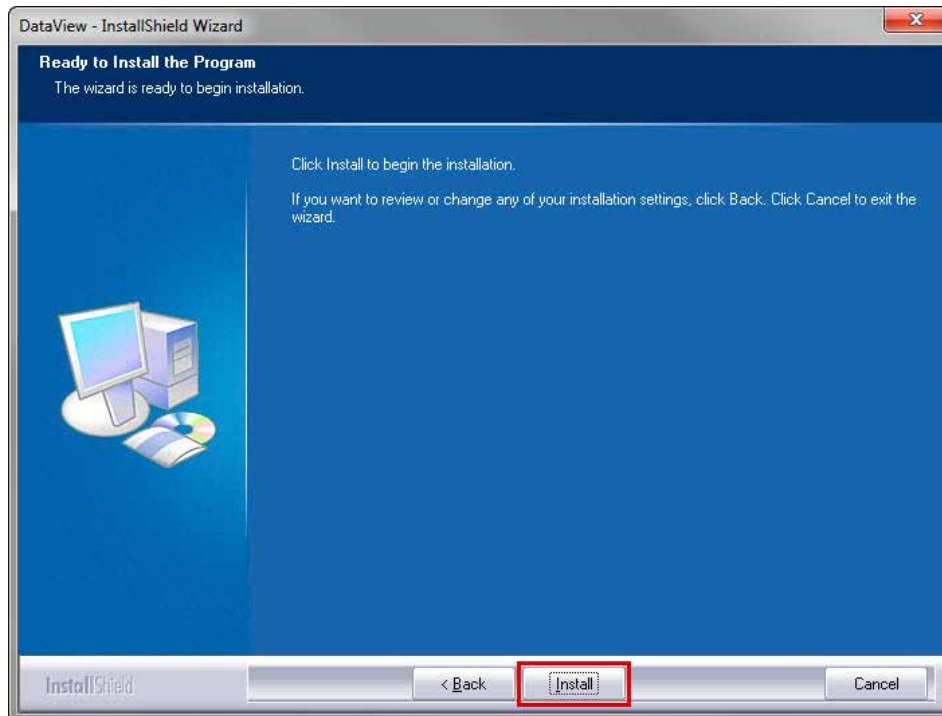 DataView - InstallShield Wizard
Ready to Install the Program
The wizard is ready to begin installation.
Click Install to begin the installation.
If you want to review or change any of your installation settings, click Back. Click Cancel to exit the
wizard.
InstallShield
< Back
Install
Cancel